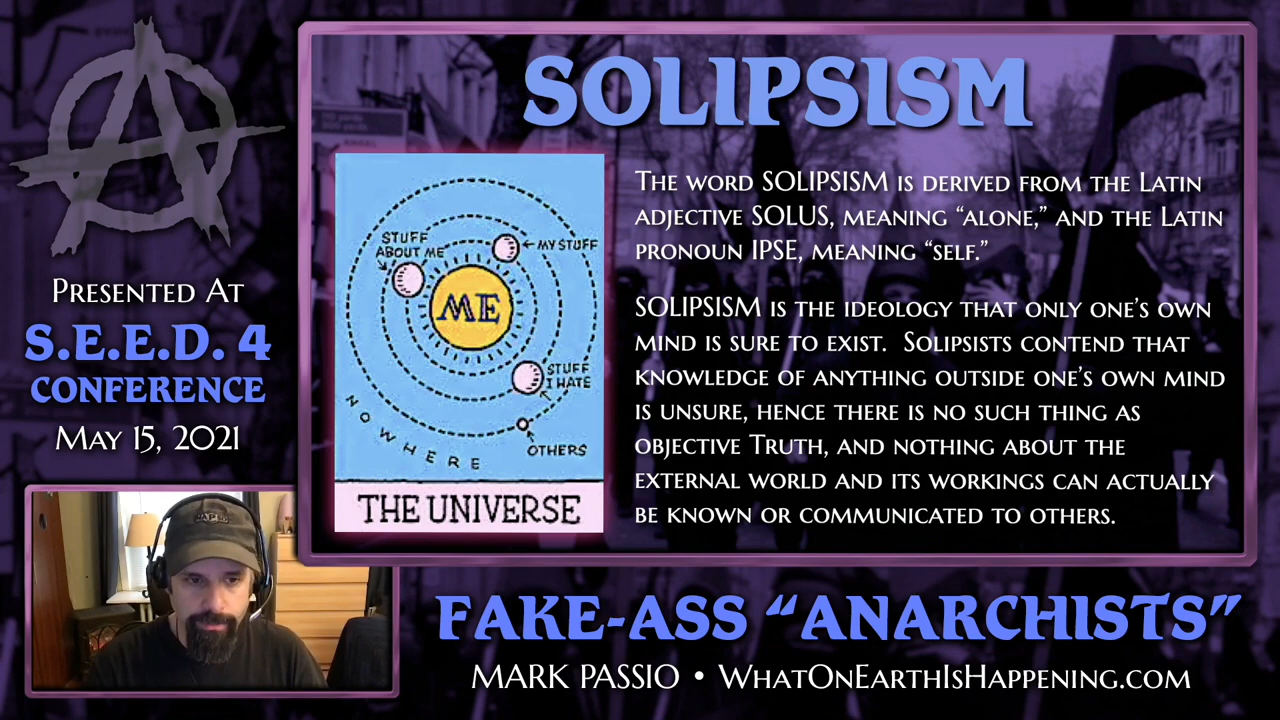 SOLIPSISM
STUFF
ABOUT ME
MY STUFF
ME
STUFF
I HATE
OTHERS
NOWHERE
THE UNIVERSE
The word SOLIPSISM is derived from the Latin
adjective SOLUS, meaning “alone,” and the Latin
pronoun IPSE, meaning “self.”
SOLIPSISM is the ideology that only one’s own
mind is sure to exist.  Solipsists contend that
knowledge of anything outside one’s own mind
is unsure, hence there is no such thing as
objective Truth, and nothing about the
external world and its workings can actually
be known or communicated to others.
Presented At
S.E.E.D. 4
CONFERENCE
May 15, 2021
FAKE-ASS “ANARCHISTS”
MARK PASSIO • WhatOnEarthIsHappening.com